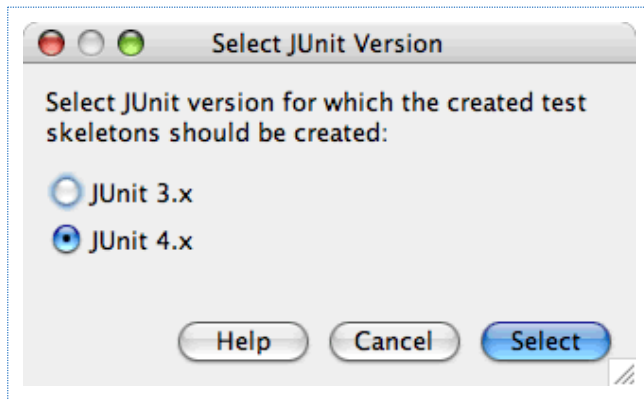 Select JUnit Version
Select JUnit version for which the created test
skeletons should be created:
JUnit 3.x
JUnit 4.x
Help
Cancel
Select